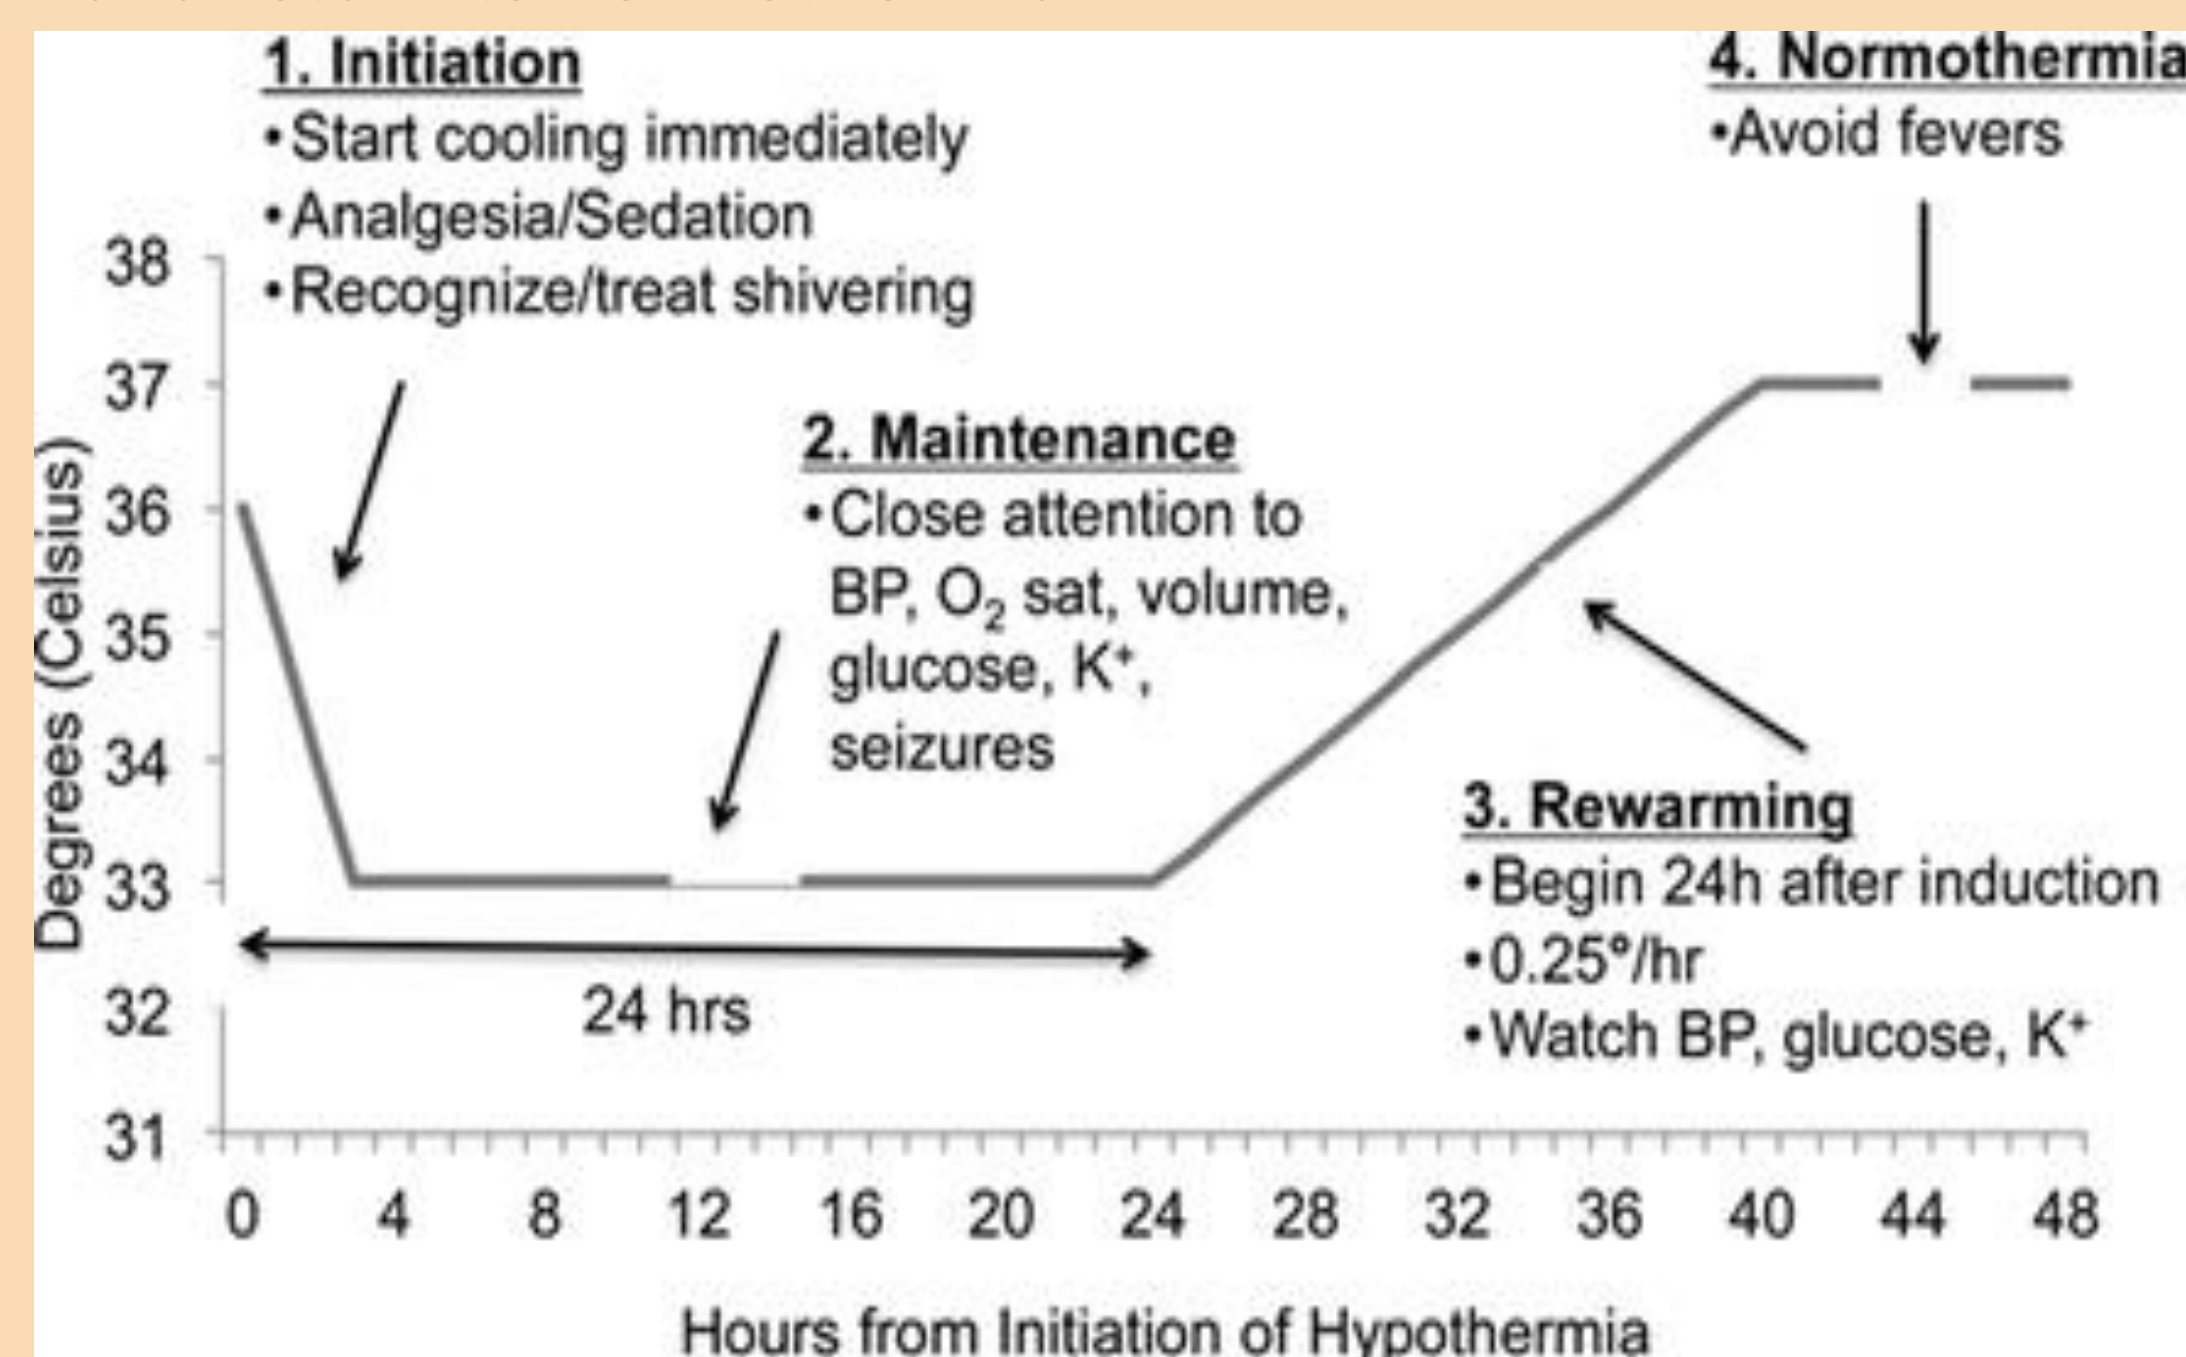 1. Initiation
•Start cooling immediately
•Analgesia/Sedation
•Recognize/treat shivering
4. Normothermia
•Avoid fevers
2. Maintenance
•Close attention to
BP, O₂ sat, volume,
glucose, K⁺,
seizures
3. Rewarming
•Begin 24h after induction
•0.25°/hr
•Watch BP, glucose, K⁺
24 hrs
Degrees (Celsius)
38
37
36
35
34
33
32
31
0 4 8 12 16 20 24 28 32 36 40 44 48
Hours from Initiation of Hypothermia